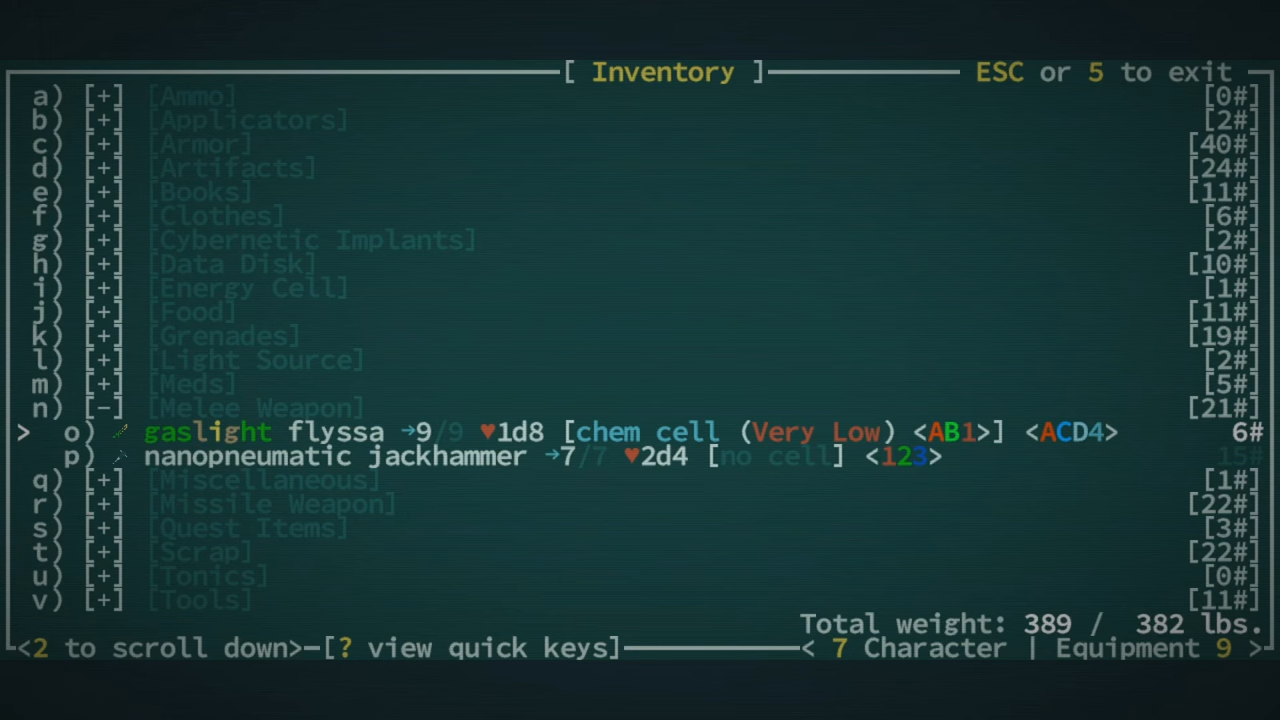 [ Inventory ] ESC or 5 to exit
a) [+] [Ammo] [0#]
b) [+] [Applicators] [2#]
c) [+] [Armor] [40#]
d) [+] [Artifacts] [24#]
e) [+] [Books] [11#]
f) [+] [Clothes] [6#]
g) [+] [Cybernetic Implants] [2#]
h) [+] [Data Disk] [10#]
i) [+] [Energy Cell] [1#]
j) [+] [Food] [11#]
k) [+] [Grenades] [19#]
l) [+] [Light Source] [2#]
m) [+] [Meds] [5#]
n) [-] [Melee Weapon] [21#]
> o) gaslight flyssa →9/9 ♥1d8 [chem cell (Very Low) <AB1>] <ACD4> 6#
p) nanopneumatic jackhammer →7/7 ♥2d4 [no cell] <123> 15#
q) [+] [Miscellaneous] [1#]
r) [+] [Missile Weapon] [22#]
s) [+] [Quest Items] [3#]
t) [+] [Scrap] [22#]
u) [+] [Tonics] [0#]
v) [+] [Tools] [11#]
Total weight: 389 / 382 lbs.
<2 to scroll down> [? view quick keys] < 7 Character | Equipment 9 >